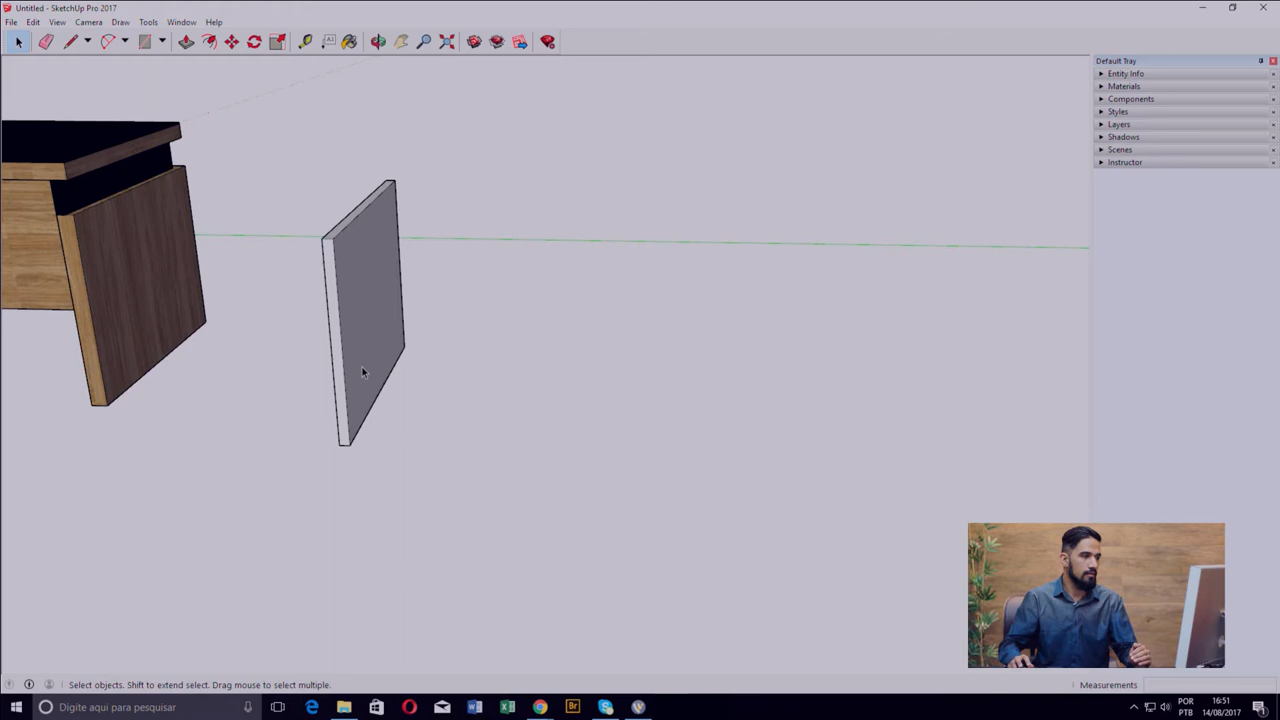 Untitled - SketchUp Pro 2017
File Edit View Camera Draw Tools Window Help
Default Tray
Entity Info
Materials
Components
Styles
Layers
Shadows
Scenes
Instructor
Select objects. Shift to extend select. Drag mouse to select multiple.
Measurements
Digite aqui para pesquisar
POR
PTB
16:51
14/08/2017